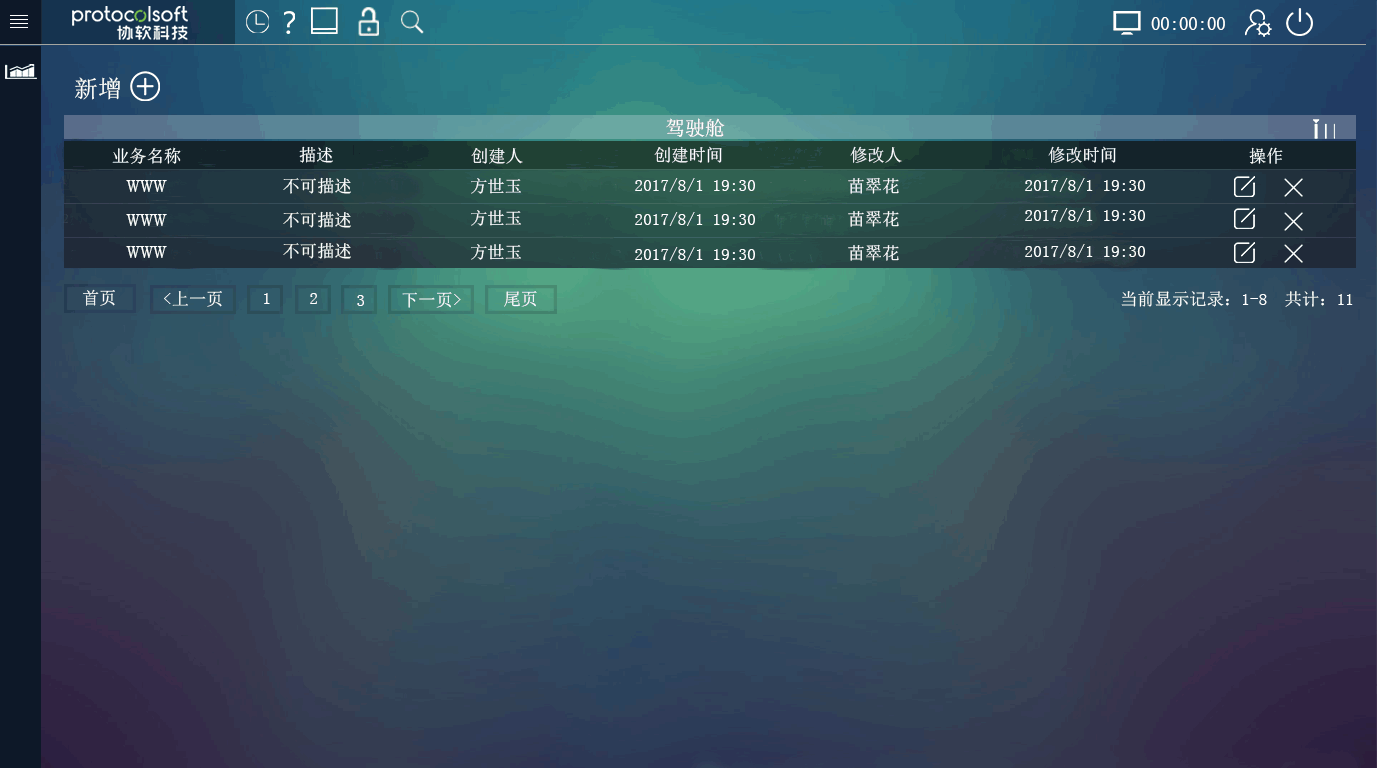 protocolsoft
协软科技
? 00:00:00
新增
驾驶舱
业务名称 描述 创建人 创建时间 修改人 修改时间 操作
WWW 不可描述 方世玉 2017/8/1 19:30 苗翠花 2017/8/1 19:30
WWW 不可描述 方世玉 2017/8/1 19:30 苗翠花 2017/8/1 19:30
WWW 不可描述 方世玉 2017/8/1 19:30 苗翠花 2017/8/1 19:30
首页 <上一页 1 2 3 下一页> 尾页 当前显示记录：1-8 共计：11